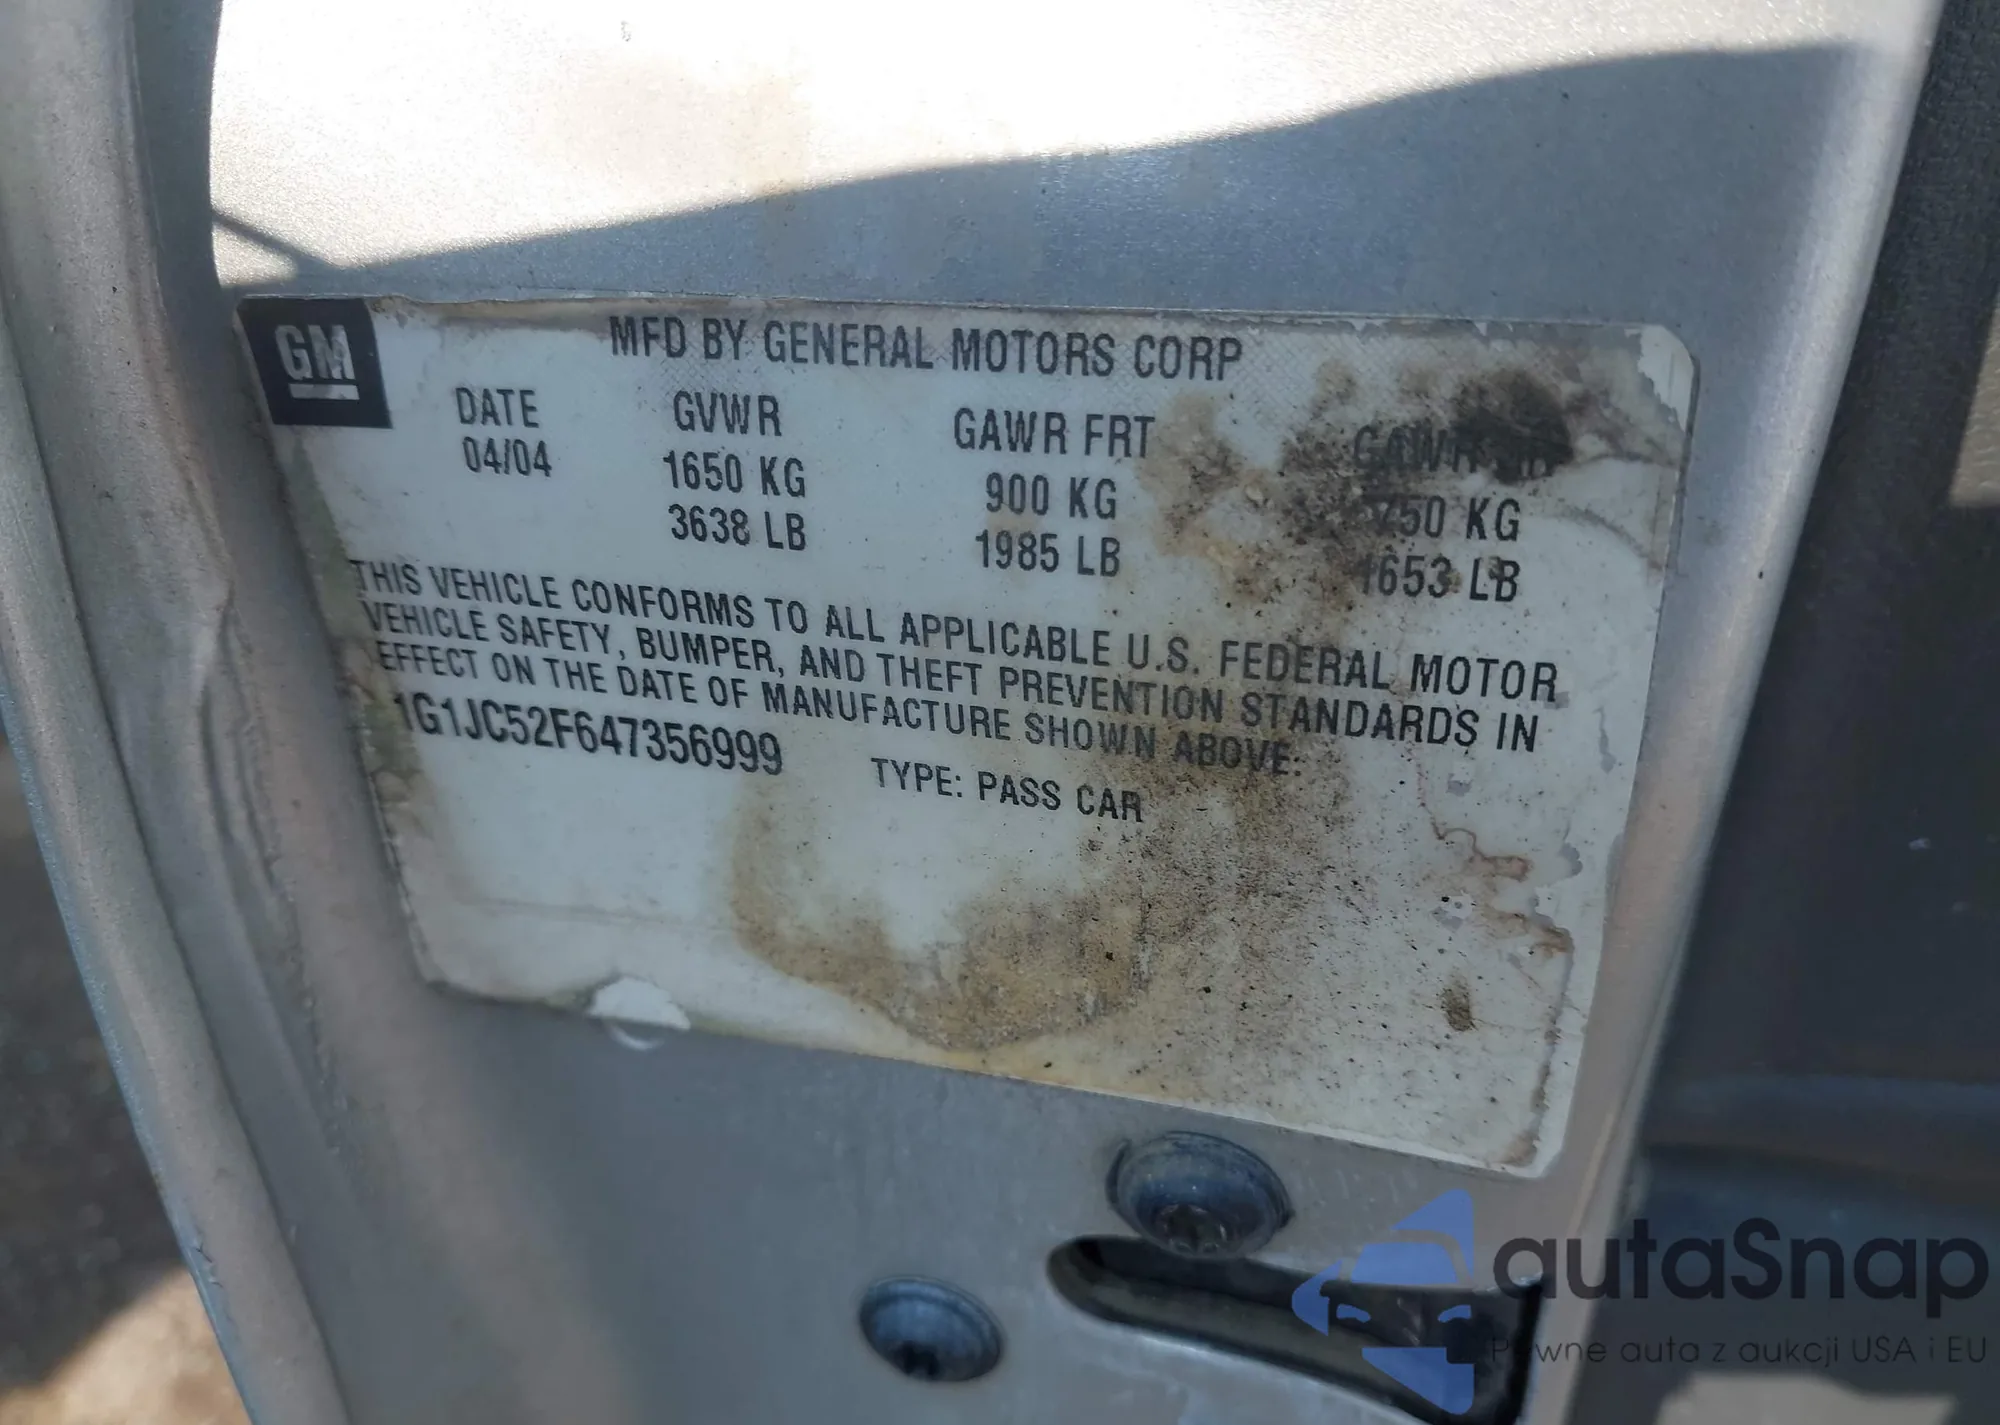 GM
MFD BY GENERAL MOTORS CORP
DATE GVWR GAWR FRT GAWR RR
04/04 1650 KG 900 KG 750 KG
3638 LB 1985 LB 1653 LB
THIS VEHICLE CONFORMS TO ALL APPLICABLE U.S. FEDERAL MOTOR
VEHICLE SAFETY, BUMPER, AND THEFT PREVENTION STANDARDS IN
EFFECT ON THE DATE OF MANUFACTURE SHOWN ABOVE:
1G1JC52F647356999 TYPE: PASS CAR
autaSnap
Pewne auta z aukcji USA i EU